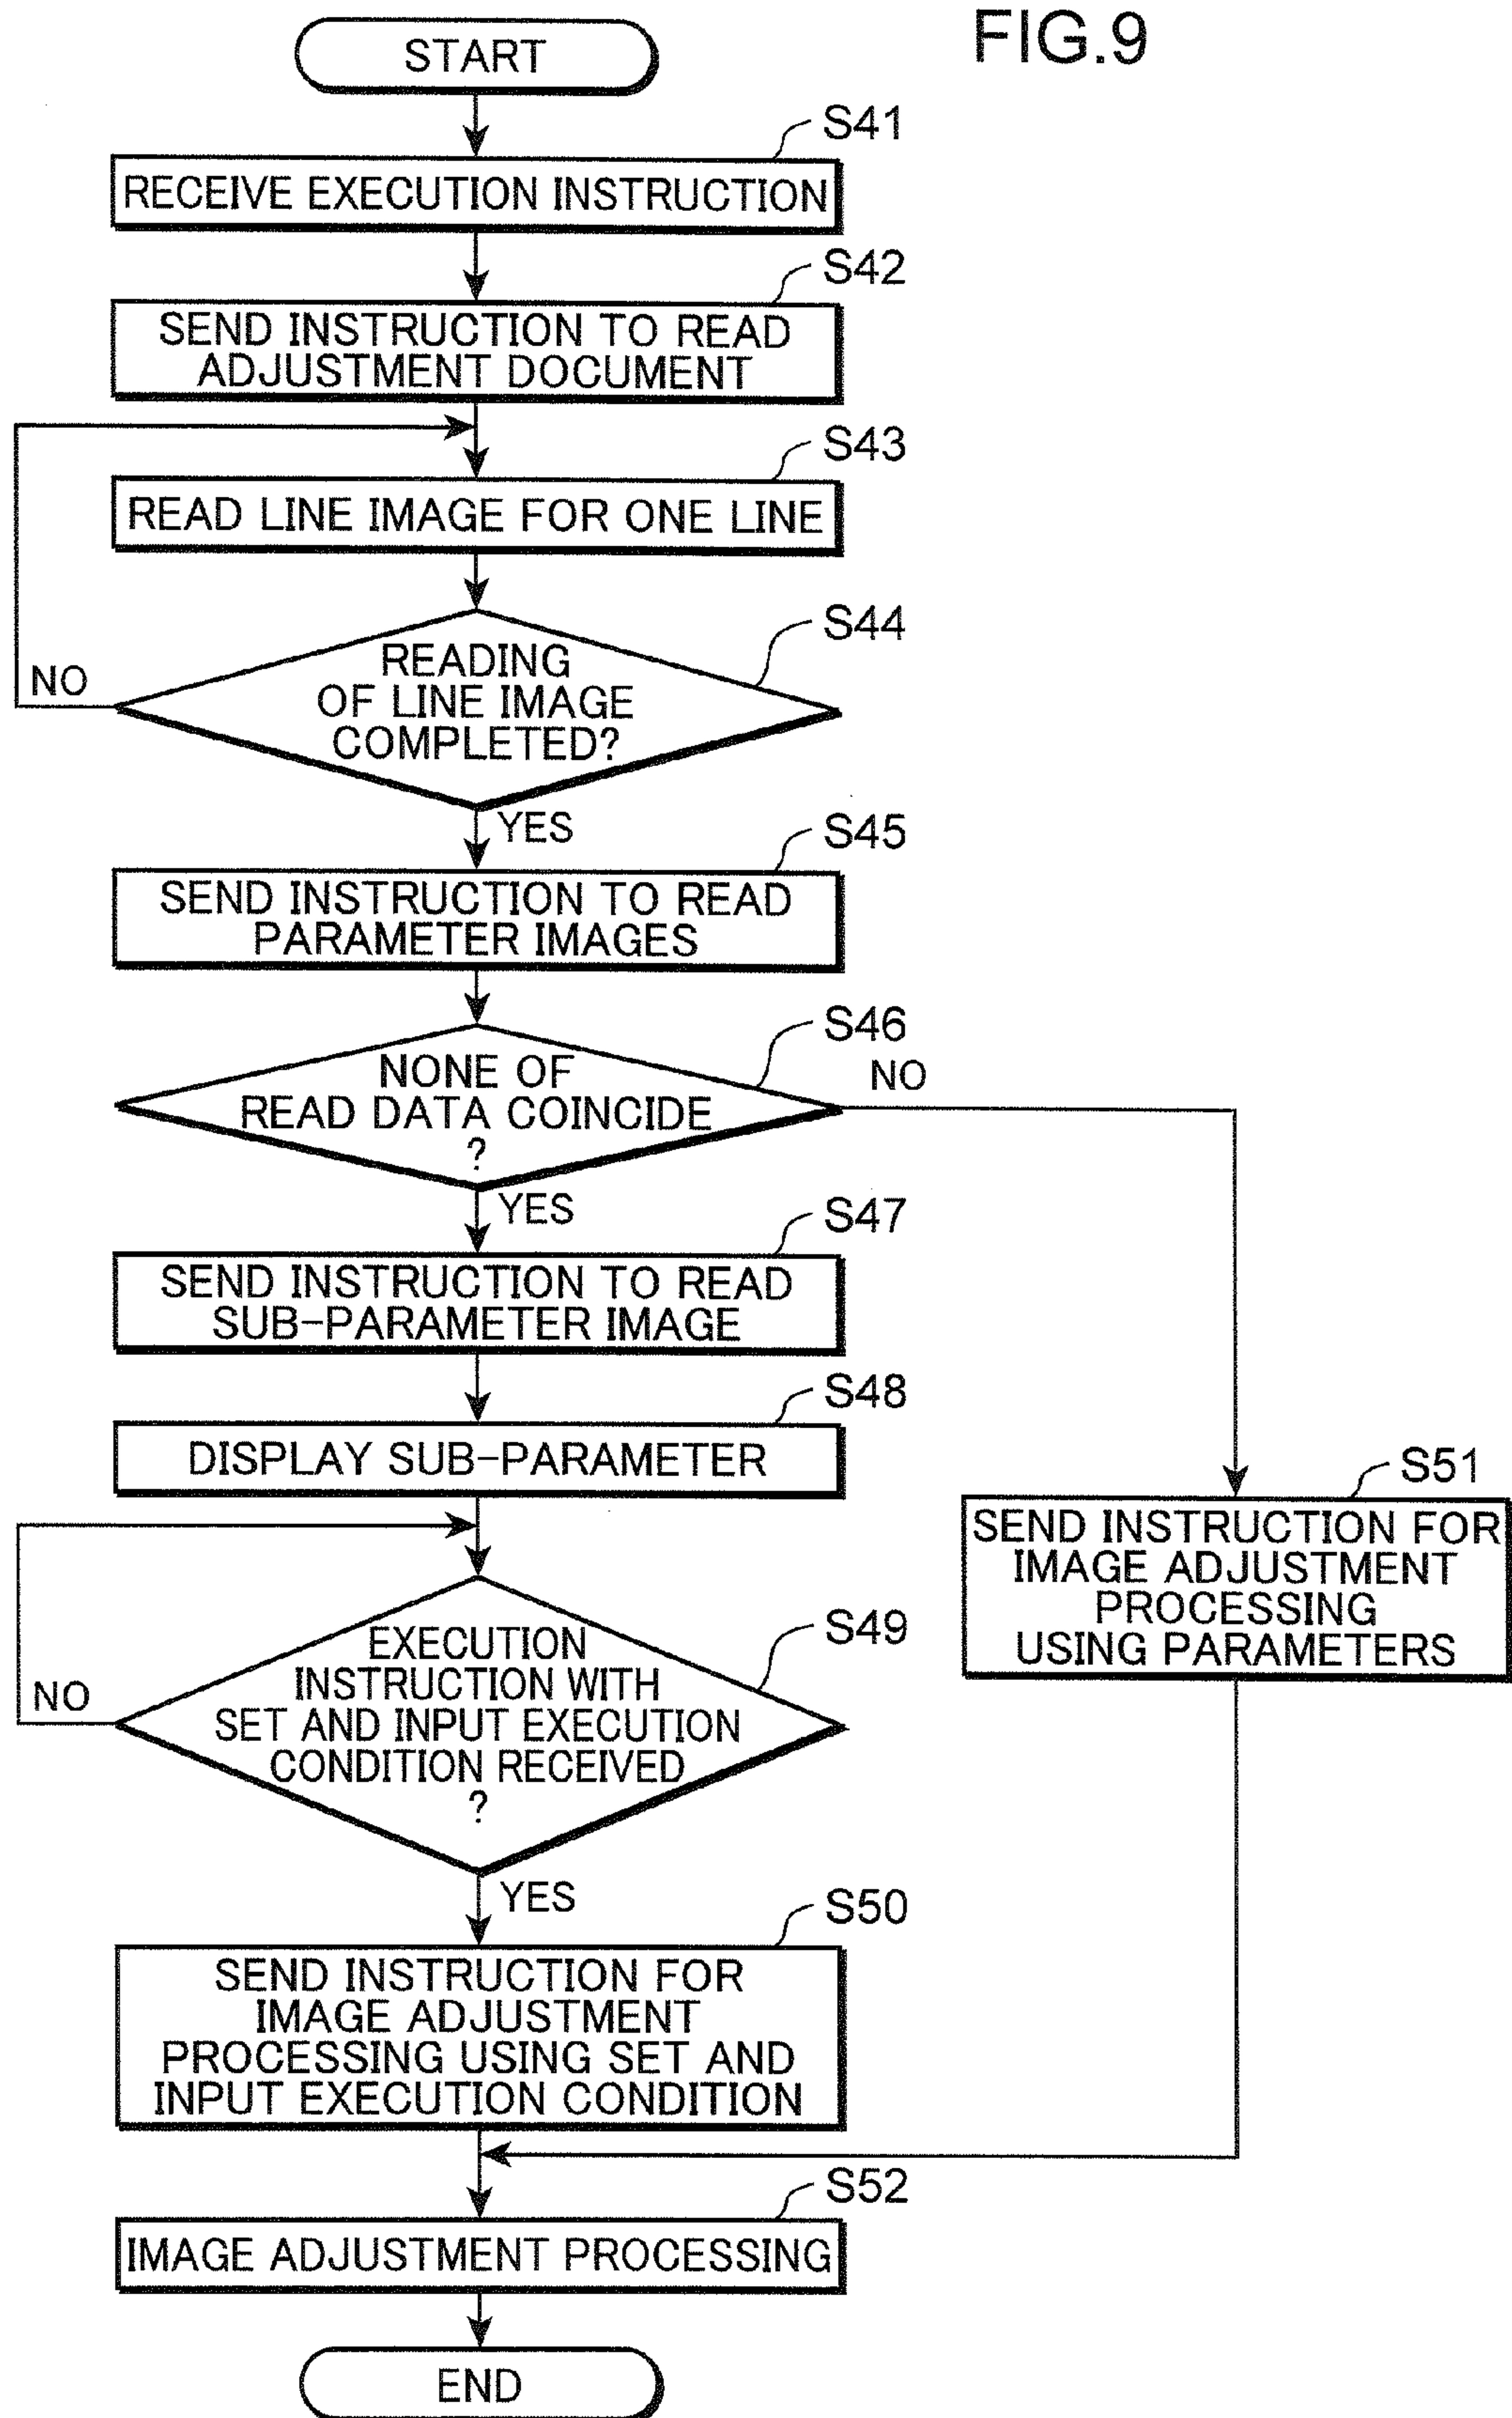 FIG.9
START
S41
RECEIVE EXECUTION INSTRUCTION
S42
SEND INSTRUCTION TO READ
ADJUSTMENT DOCUMENT
S43
READ LINE IMAGE FOR ONE LINE
S44
READING
OF LINE IMAGE
COMPLETED?
NO
YES
S45
SEND INSTRUCTION TO READ
PARAMETER IMAGES
S46
NONE OF
READ DATA COINCIDE
?
NO
YES
S47
SEND INSTRUCTION TO READ
SUB-PARAMETER IMAGE
S48
DISPLAY SUB-PARAMETER
S49
EXECUTION
INSTRUCTION WITH
SET AND INPUT EXECUTION
CONDITION RECEIVED
?
NO
YES
S51
SEND INSTRUCTION FOR
IMAGE ADJUSTMENT
PROCESSING
USING PARAMETERS
S50
SEND INSTRUCTION FOR
IMAGE ADJUSTMENT
PROCESSING USING SET AND
INPUT EXECUTION CONDITION
S52
IMAGE ADJUSTMENT PROCESSING
END